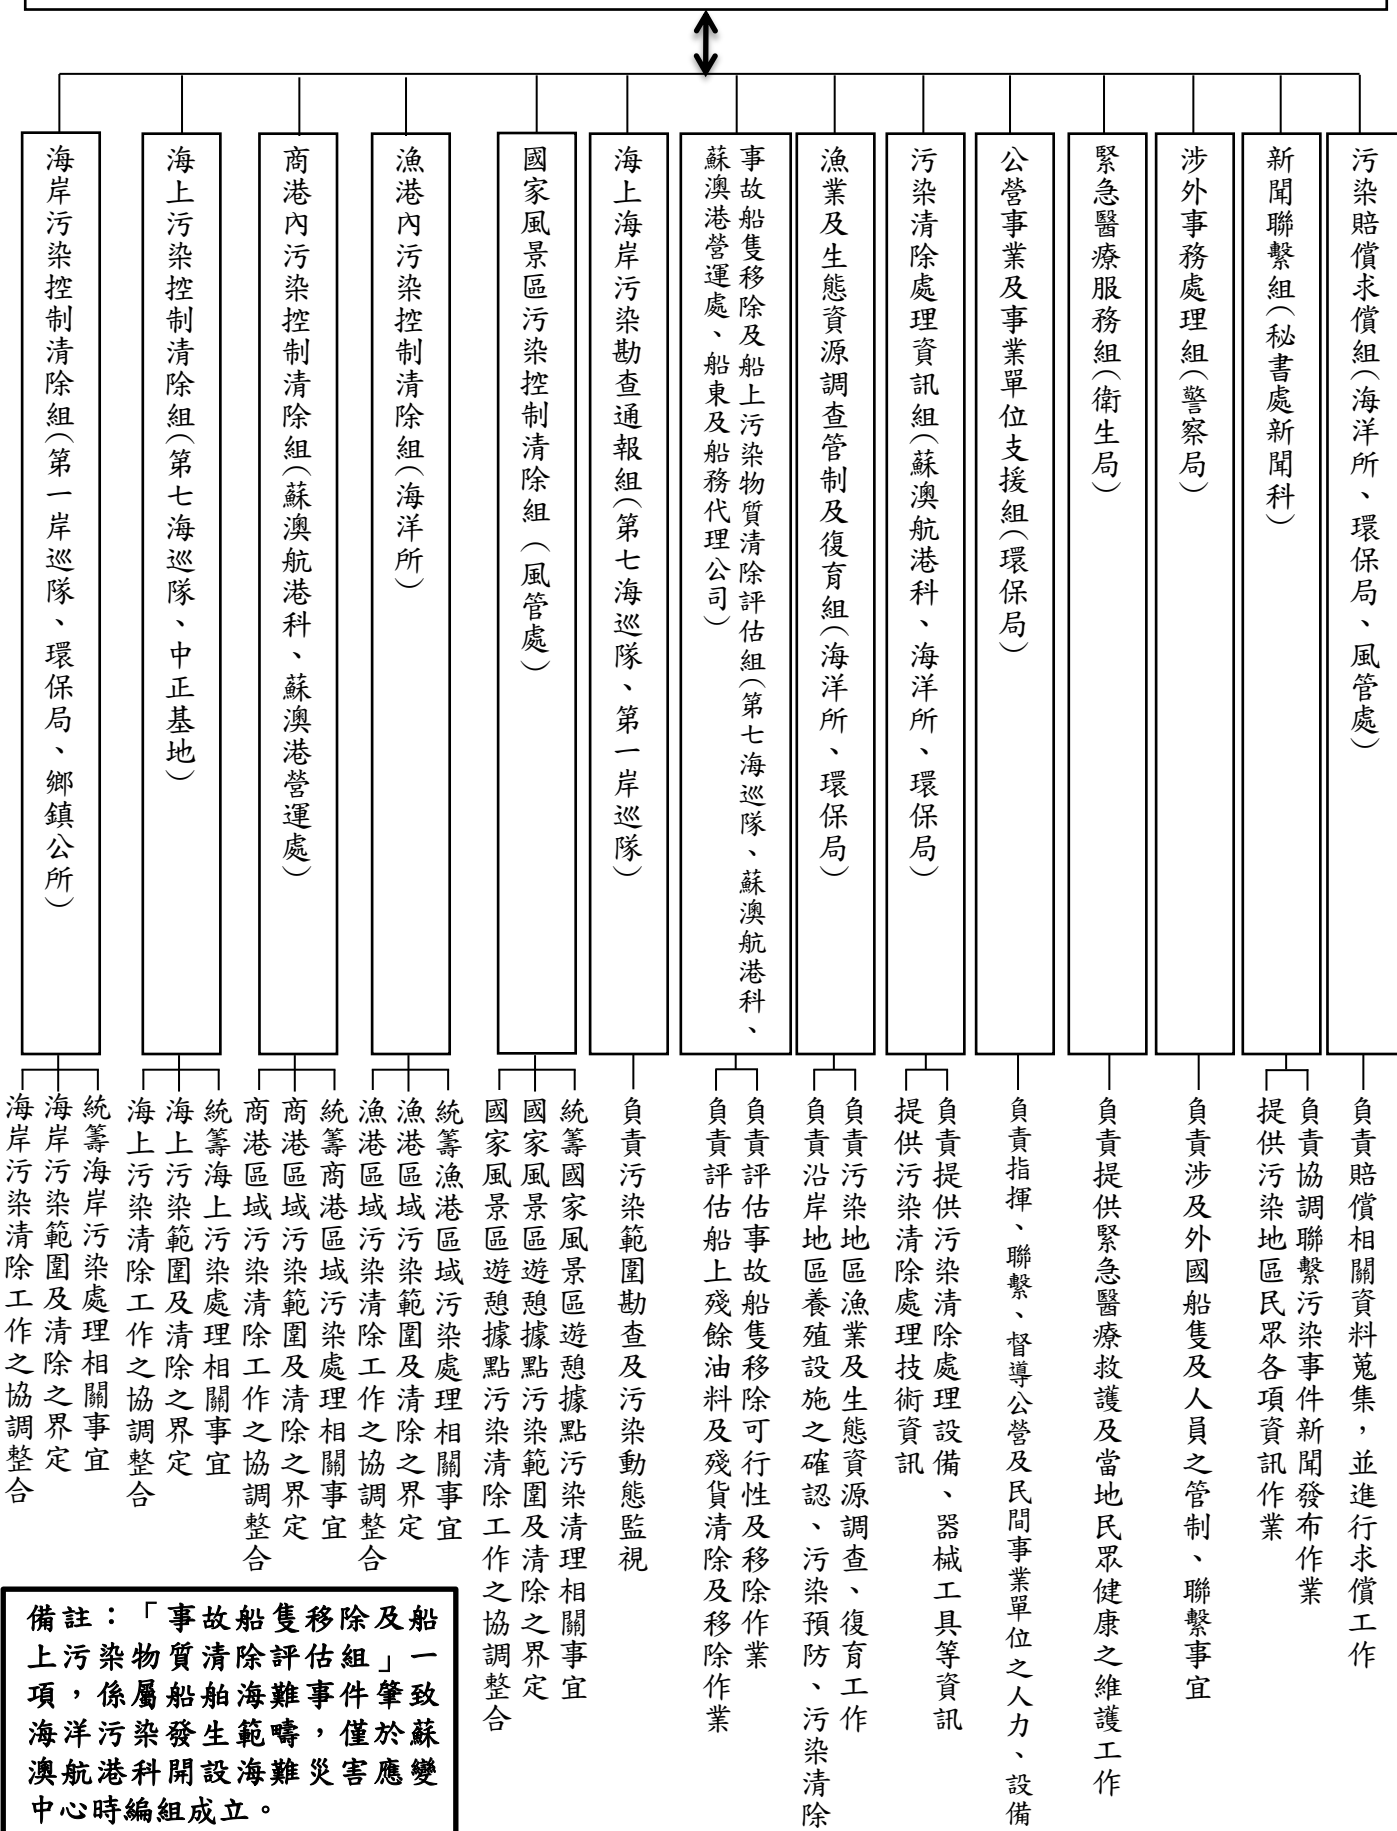 污染賠償求償組(海洋所、環保局、風管處)
新聞聯繫組(秘書處新聞科)
涉外事務處理組(警察局)
緊急醫療服務組(衛生局)
公營事業及事業單位支援組(環保局)
污染清除處理資訊組(蘇澳航港科、海洋所、環保局)
漁業及生態資源調查管制及復育組(海洋所、環保局)
事故船隻移除及船上污染物質清除評估組(第七海巡隊、蘇澳航港科、
蘇澳港營運處、船東及船務代理公司)
海上海岸污染勘查通報組(第七海巡隊、第一岸巡隊)
國家風景區污染控制清除組(風管處)
漁港內污染控制清除組(海洋所)
商港內污染控制清除組(蘇澳航港科、蘇澳港營運處)
海上污染控制清除組(第七海巡隊、中正基地)
海岸污染控制清除組(第一岸巡隊、環保局、鄉鎮公所)
負責賠償相關資料蒐集，並進行求償工作
負責協調聯繫污染事件新聞發布作業
提供污染地區民眾各項資訊作業
負責涉及外國船隻及人員之管制、聯繫事宜
負責提供緊急醫療救護及當地民眾健康之維護工作
負責指揮、聯繫、督導公營及民間事業單位之人力、設備
負責提供污染清除處理設備、器械工具等資訊
提供污染清除處理技術資訊
負責污染地區漁業及生態資源調查、復育工作
負責沿岸地區養殖設施之確認、污染預防、污染清除
負責評估事故船隻移除可行性及移除作業
負責評估船上殘餘油料及殘貨清除及移除作業
負責污染範圍勘查及污染動態監視
統籌國家風景區遊憩據點污染清理相關事宜
國家風景區遊憩據點污染範圍及清除之界定
國家風景區遊憩據點污染清除工作之協調整合
統籌漁港區域污染處理相關事宜
漁港區域污染範圍及清除之界定
漁港區域污染清除工作之協調整合
統籌商港區域污染處理相關事宜
商港區域污染範圍及清除之界定
商港區域污染清除工作之協調整合
統籌海上污染處理相關事宜
海上污染範圍及清除之界定
海上污染清除工作之協調整合
統籌海岸污染處理相關事宜
海岸污染範圍及清除之界定
海岸污染清除工作之協調整合
備註：「事故船隻移除及船
上污染物質清除評估組」一
項，係屬船舶海難事件肇致
海洋污染發生範疇，僅於蘇
澳航港科開設海難災害應變
中心時編組成立。